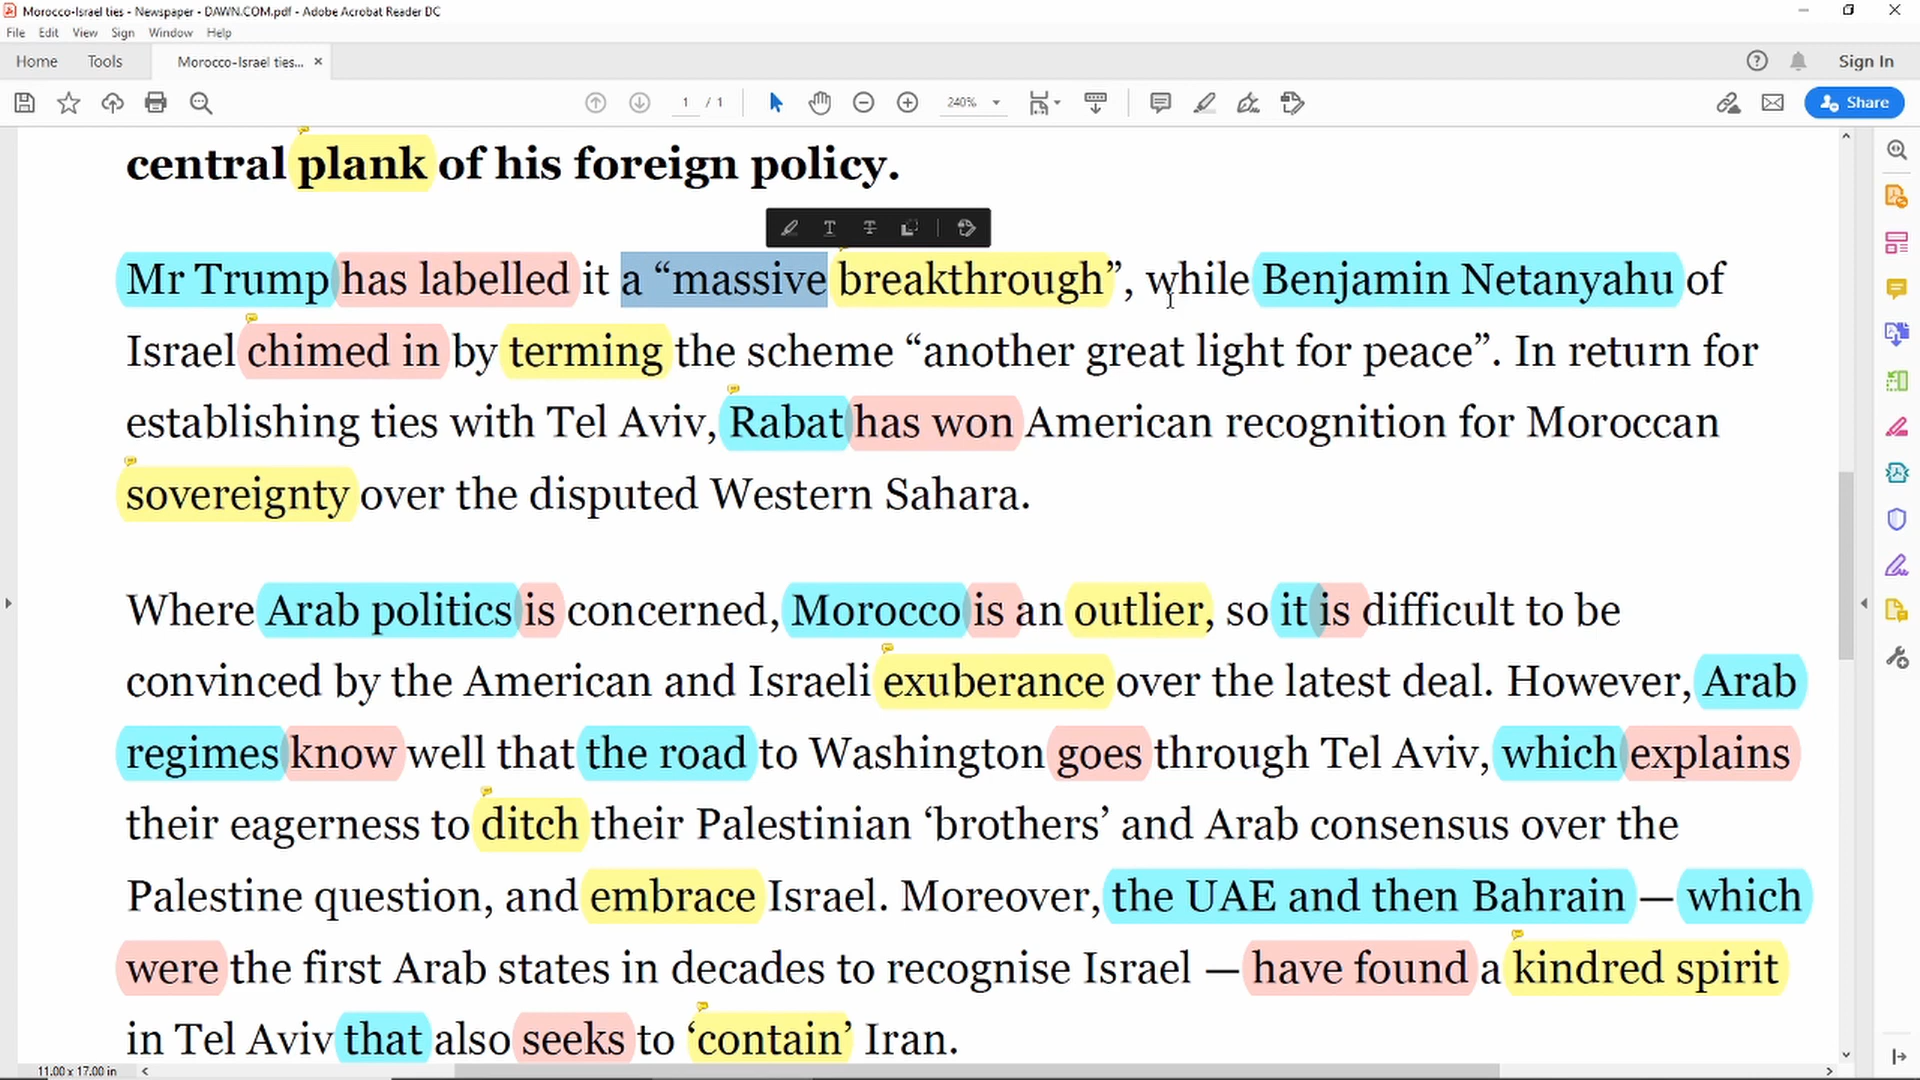 Morocco-Israel ties - Newspaper - DAWN.COM.pdf - Adobe Acrobat Reader DC
File Edit View Sign Window Help
Home Tools Morocco-Israel ties... × Sign In
1 / 1 240% Share
central plank of his foreign policy.
Mr Trump has labelled it a “massive breakthrough”, while Benjamin Netanyahu of
Israel chimed in by terming the scheme “another great light for peace”. In return for
establishing ties with Tel Aviv, Rabat has won American recognition for Moroccan
sovereignty over the disputed Western Sahara.
Where Arab politics is concerned, Morocco is an outlier, so it is difficult to be
convinced by the American and Israeli exuberance over the latest deal. However, Arab
regimes know well that the road to Washington goes through Tel Aviv, which explains
their eagerness to ditch their Palestinian ‘brothers’ and Arab consensus over the
Palestine question, and embrace Israel. Moreover, the UAE and then Bahrain — which
were the first Arab states in decades to recognise Israel — have found a kindred spirit
in Tel Aviv that also seeks to ‘contain’ Iran.
11.00 x 17.00 in